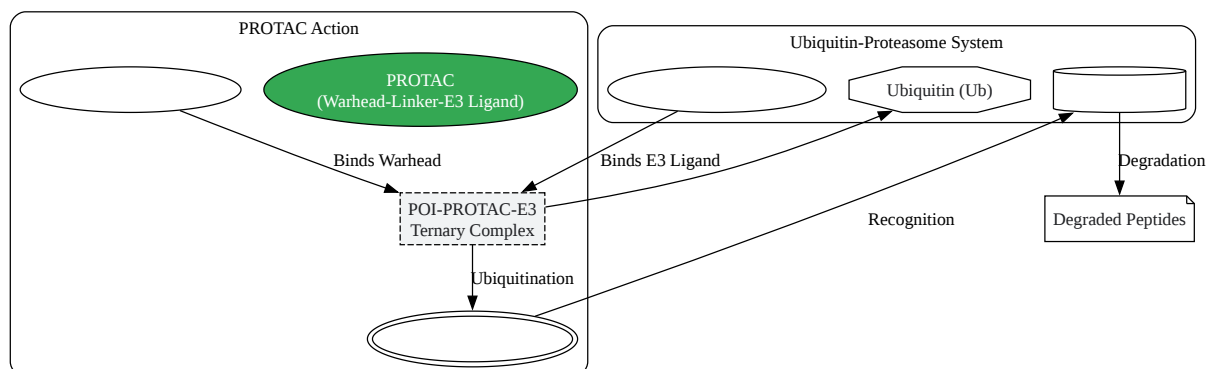 PROTAC Action
Ubiquitin-Proteasome System
PROTAC
(Warhead-Linker-E3 Ligand)
Ubiquitin (Ub)
Binds Warhead
Binds E3 Ligand
Degradation
POI-PROTAC-E3
Ternary Complex
Recognition
Degraded Peptides
Ubiquitination